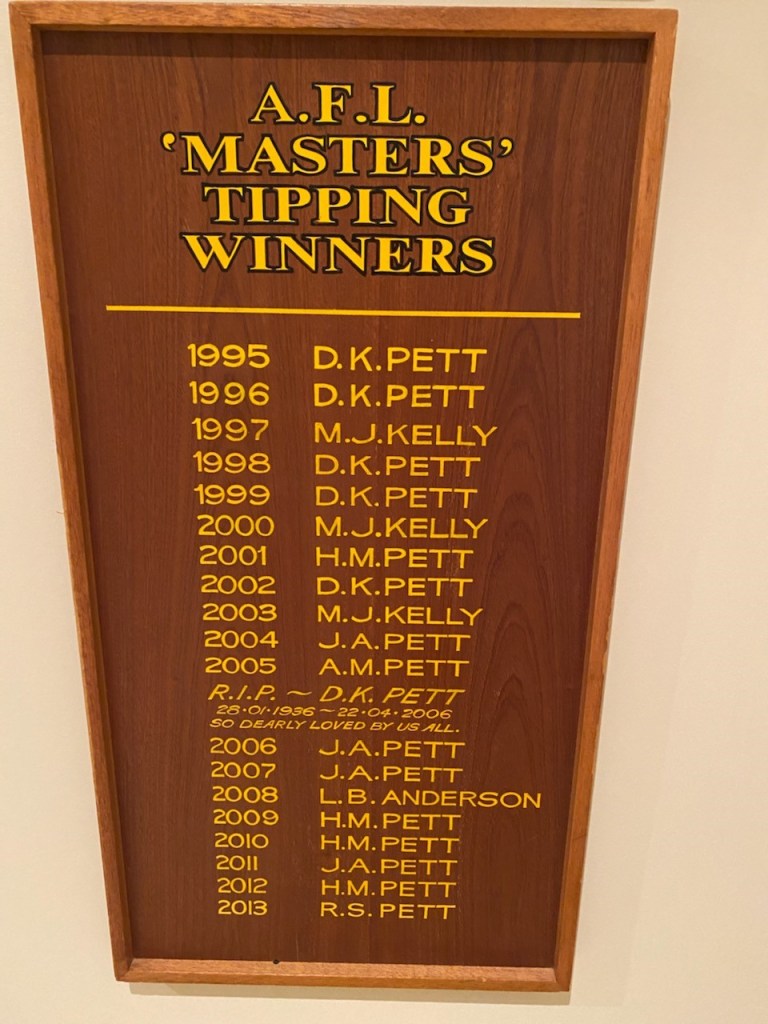 A.F.L.
‘MASTERS’
TIPPING
WINNERS
1995 D.K.PETT
1996 D.K.PETT
1997 M.J.KELLY
1998 D.K.PETT
1999 D.K.PETT
2000 M.J.KELLY
2001 H.M.PETT
2002 D.K.PETT
2003 M.J.KELLY
2004 J.A.PETT
2005 A.M.PETT
R.I.P. ~ D.K. PETT
28·01·1936 ~ 22·04·2006
SO DEARLY LOVED BY US ALL.
2006 J.A.PETT
2007 J.A.PETT
2008 L.B.ANDERSON
2009 H.M.PETT
2010 H.M.PETT
2011 J.A.PETT
2012 H.M.PETT
2013 R.S.PETT